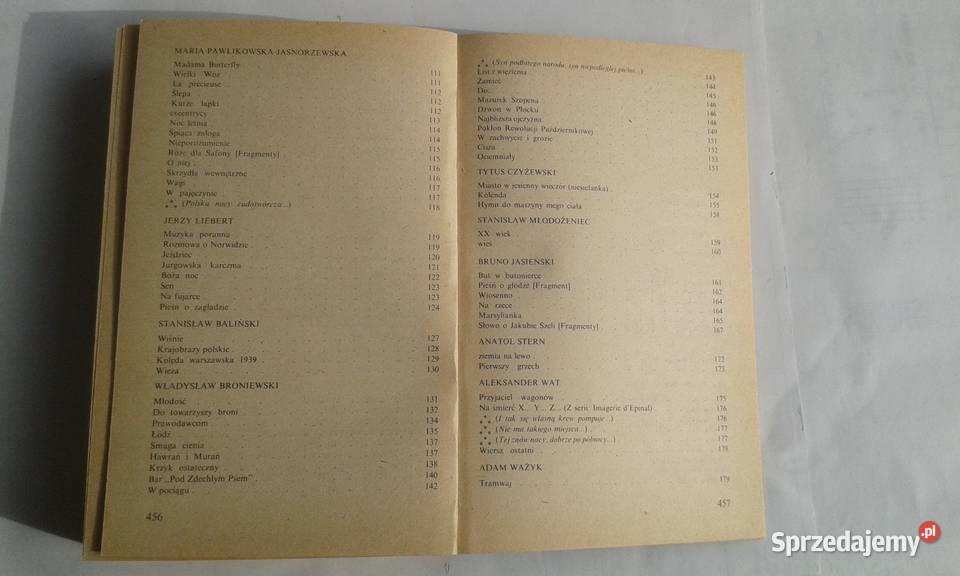 MARIA PAWLIKOWSKA-JASNORZEWSKA
Madama Butterfly . 111
Wielki Wóz 111
La précieuse 112
Ślepa 112
Kurze łapki 112
excentrycy 113
Noc letnia 114
Śpiąca załoga 114
Nieporozumienie 115
Róże dla Safony [Fragmenty] 115
O niej . 116
Skrzydła wewnętrzne 116
Wagi 117
W pajęczynie 117
(Polska nocy cudotwórcza...) 118
JERZY LIEBERT
Muzyka poranna 119
Rozmowa o Norwidzie 119
Jeździec 120
Jurgowska karczma 121
Boża noc 122
Sen 123
Na fujarce 123
Pieśń o zagładzie 124
STANISŁAW BALIŃSKI
Wiśnie 127
Krajobrazy polskie 128
Kolęda warszawska 1939 129
Wieża 130
WŁADYSŁAW BRONIEWSKI
Młodość 131
Do towarzyszy broni 132
Prawodawcom 134
Łódź 135
Smuga cienia 137
Hawrań i Murań 137
Krzyk ostateczny 138
Bar „Pod Zdechłym Psem” 140
W pociągu 142
456
(Syn podbitego narodu, syn niepodległej pieśni...) 143
List z więzienia 144
Zamieć 145
Do.. 146
Mazurek Szopena 146
Dzwon w Płocku 148
Najbliższa ojczyzna 149
Pokłon Rewolucji Październikowej 151
W zachwycie i grozie 152
Cisza 153
Ociemniały 153
TYTUS CZYŻEWSKI
Miasto w jesienny wieczór (niesielanka) . 154
Kolenda 155
Hymn do maszyny mego ciała 158
STANISŁAW MŁODOŻENIEC
XX wiek 159
wieś 160
BRUNO JASIEŃSKI
But w butonierce 161
Pieśń o głodzie [Fragment] 162
Wiosenno 164
Na rzece 164
Marsylianka 165
Słowo o Jakubie Szeli [Fragmenty] 167
ANATOL STERN
ziemia na lewo 172
Pierwszy grzech 173
ALEKSANDER WAT
Przyjaciel wagonów 175
Na śmierć X... Y... Z... (Z serii: Imagerie d'Epinal) 176
(I tak się własną krew pompuje..) 176
(Nie ma takiego miejsca...) 177
(Tej znów nocy, dobrze po północy...) 177
Wiersz ostatni 178
ADAM WAŻYK
Tramwaj 179
457
Sprzedajemy.pl